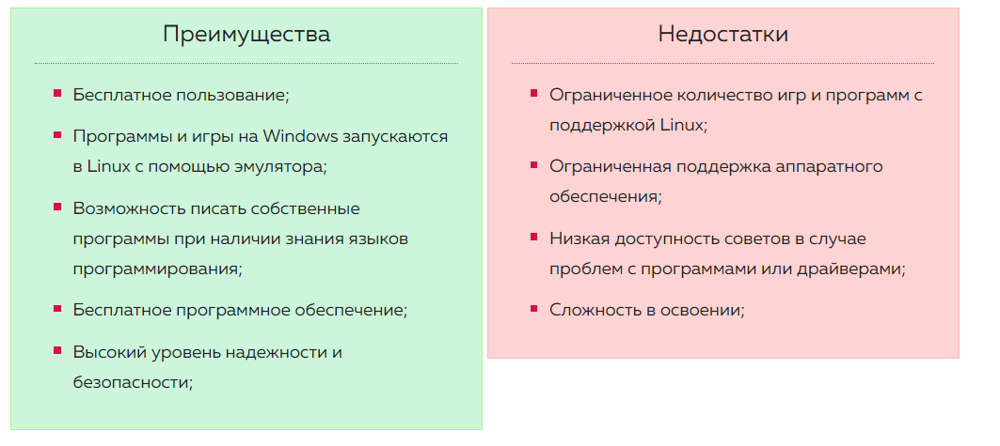 Преимущества
Бесплатное пользование;
Программы и игры на Windows запускаются
в Linux с помощью эмулятора;
Возможность писать собственные
программы при наличии знания языков
программирования;
Бесплатное программное обеспечение;
Высокий уровень надежности и
безопасности;
Недостатки
Ограниченное количество игр и программ с
поддержкой Linux;
Ограниченная поддержка аппаратного
обеспечения;
Низкая доступность советов в случае
проблем с программами или драйверами;
Сложность в освоении;